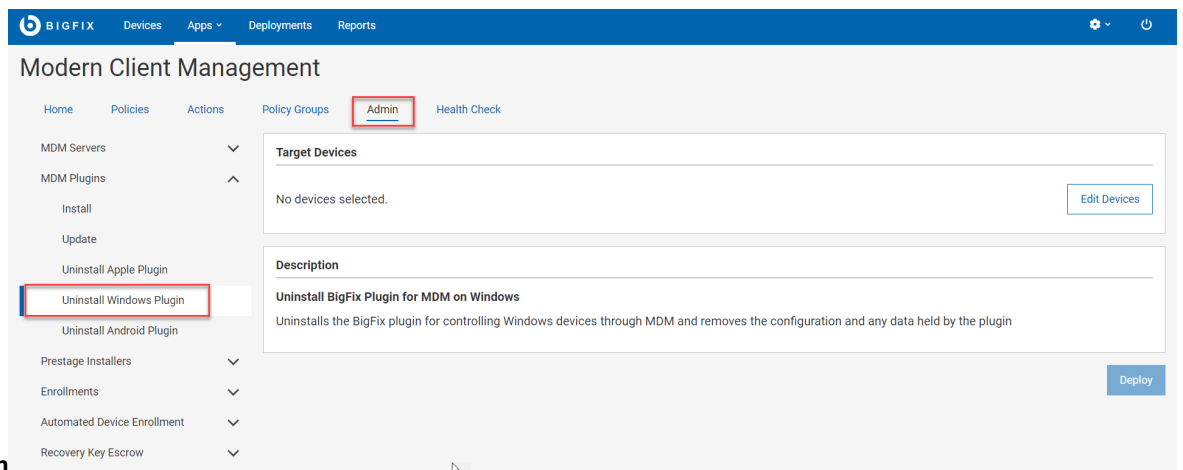 BIGFIX Devices Apps Deployments Reports
Modern Client Management
Home Policies Actions Policy Groups Admin Health Check
MDM Servers
MDM Plugins
Install
Update
Uninstall Apple Plugin
Uninstall Windows Plugin
Uninstall Android Plugin
Prestage Installers
Enrollments
Automated Device Enrollment
Recovery Key Escrow
Target Devices
No devices selected.
Edit Devices
Description
Uninstall BigFix Plugin for MDM on Windows
Uninstalls the BigFix plugin for controlling Windows devices through MDM and removes the configuration and any data held by the plugin
Deploy